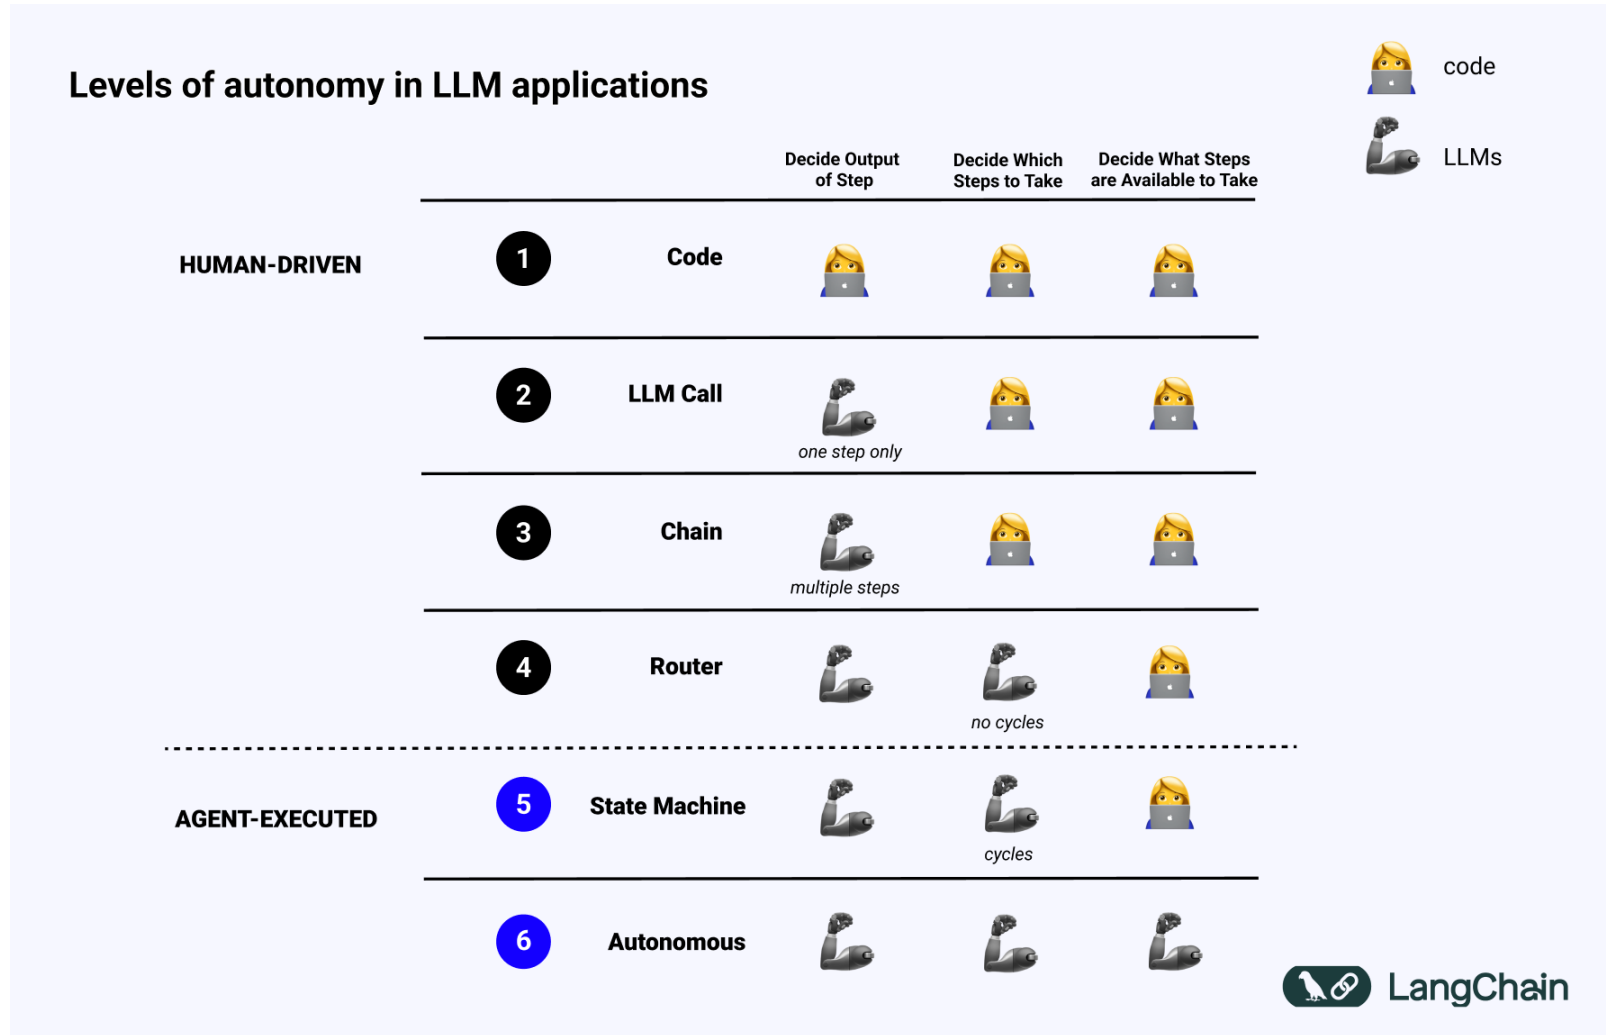 Levels of autonomy in LLM applications
code
LLMs
Decide Output
of Step
Decide Which
Steps to Take
Decide What Steps
are Available to Take
HUMAN-DRIVEN
1
Code
2
LLM Call
one step only
3
Chain
multiple steps
4
Router
no cycles
AGENT-EXECUTED
5
State Machine
cycles
6
Autonomous
LangChain